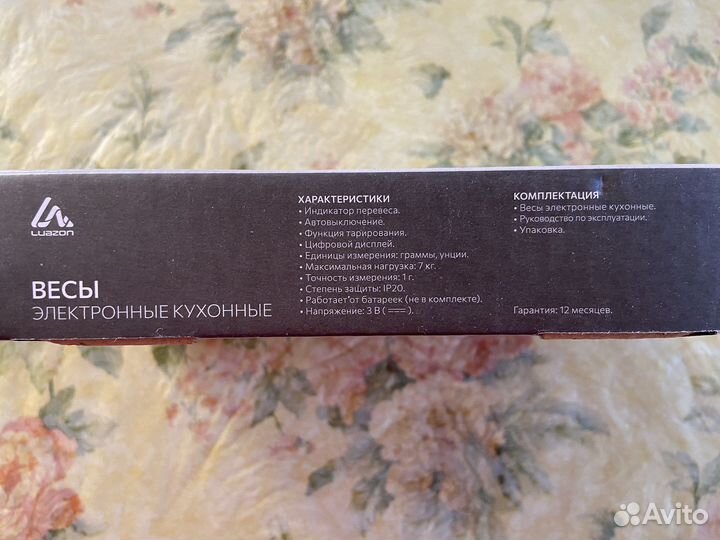 LUAZON
ВЕСЫ
ЭЛЕКТРОННЫЕ КУХОННЫЕ
ХАРАКТЕРИСТИКИ
• Индикатор перевеса.
• Автовыключение.
• Функция тарирования.
• Цифровой дисплей.
• Единицы измерения: граммы, унции.
• Максимальная нагрузка: 7 кг.
• Точность измерения: 1 г.
• Степень защиты: IP20.
• Работает от батареек (не в комплекте).
• Напряжение: 3 В (⎓).
КОМПЛЕКТАЦИЯ
• Весы электронные кухонные.
• Руководство по эксплуатации.
• Упаковка.
Гарантия: 12 месяцев.
Avito